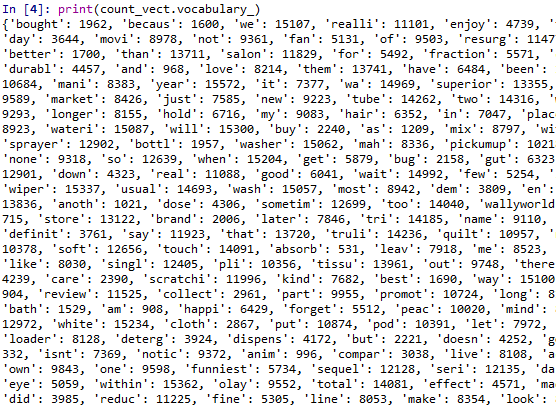 In [4]: print(count_vect.vocabulary_)
{'bought': 1962, 'becaus': 1600, 'we': 15107, 'realli': 11101, 'enjoy': 4739, '
'day': 3644, 'movi': 8978, 'not': 9361, 'fan': 5131, 'of': 9503, 'resurg': 1147
'better': 1700, 'than': 13711, 'salon': 11829, 'for': 5492, 'fraction': 5571, '
'durabl': 4457, 'and': 968, 'love': 8214, 'them': 13741, 'have': 6484, 'been':
10684, 'mani': 8383, 'year': 15572, 'it': 7377, 'wa': 14969, 'superior': 13355,
9589, 'market': 8426, 'just': 7585, 'new': 9223, 'tube': 14262, 'two': 14316, '
9293, 'longer': 8155, 'hold': 6716, 'my': 9083, 'hair': 6352, 'in': 7047, 'plac
8923, 'wateri': 15087, 'will': 15300, 'buy': 2240, 'as': 1209, 'mix': 8797, 'wi
'sprayer': 12902, 'bottl': 1957, 'washer': 15062, 'mah': 8336, 'pickumup': 1021
'none': 9318, 'so': 12639, 'when': 15204, 'get': 5879, 'bug': 2158, 'gut': 6323
12901, 'down': 4323, 'real': 11088, 'good': 6041, 'wait': 14992, 'few': 5254, '
'wiper': 15337, 'usual': 14693, 'wash': 15057, 'most': 8942, 'dem': 3809, 'en':
13836, 'anoth': 1021, 'dose': 4306, 'sometim': 12699, 'too': 14040, 'wallyworld
715, 'store': 13122, 'brand': 2006, 'later': 7846, 'tri': 14185, 'name': 9110,
'definit': 3761, 'say': 11923, 'that': 13720, 'truli': 14236, 'quilt': 10957, '
10378, 'soft': 12656, 'touch': 14091, 'absorb': 531, 'leav': 7918, 'me': 8523,
'like': 8030, 'singl': 12405, 'pli': 10356, 'tissu': 13961, 'out': 9748, 'there
4239, 'care': 2390, 'scratchi': 11996, 'kind': 7682, 'best': 1690, 'way': 15100
904, 'review': 11525, 'collect': 2961, 'part': 9955, 'promot': 10724, 'long': 8
'bath': 1529, 'am': 908, 'happi': 6429, 'forget': 5512, 'peac': 10020, 'mind':
12972, 'white': 15234, 'cloth': 2867, 'put': 10874, 'pod': 10391, 'let': 7972,
'loader': 8128, 'deterg': 3924, 'dispens': 4172, 'but': 2221, 'doesn': 4252, 'g
332, 'isnt': 7369, 'notic': 9372, 'anim': 996, 'compar': 3038, 'live': 8108, 'a
'own': 9843, 'one': 9598, 'funniest': 5734, 'sequel': 12128, 'seri': 12135, 'da
'eye': 5059, 'within': 15362, 'olay': 9552, 'total': 14081, 'effect': 4571, 'ma
'did': 3985, 'reduc': 11225, 'fine': 5305, 'line': 8053, 'make': 8354, 'look':